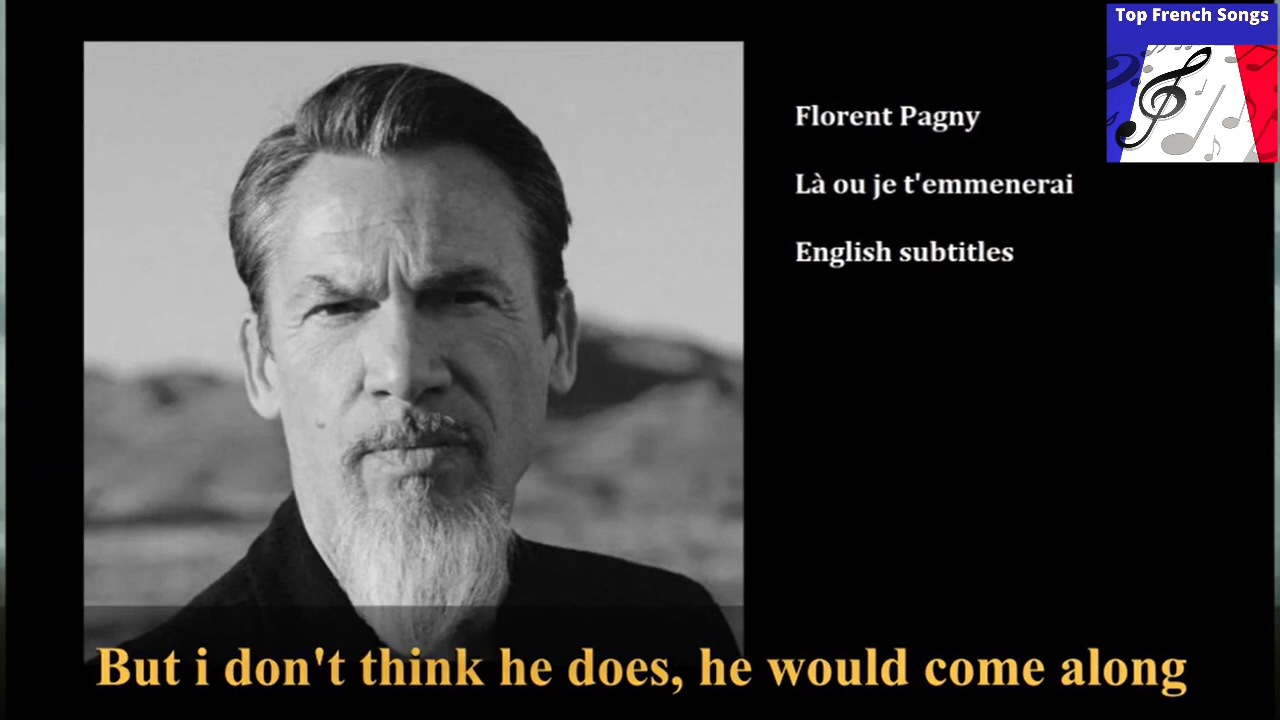 Top French Songs
Florent Pagny
Là ou je t'emmenerai
English subtitles
But i don't think he does, he would come along